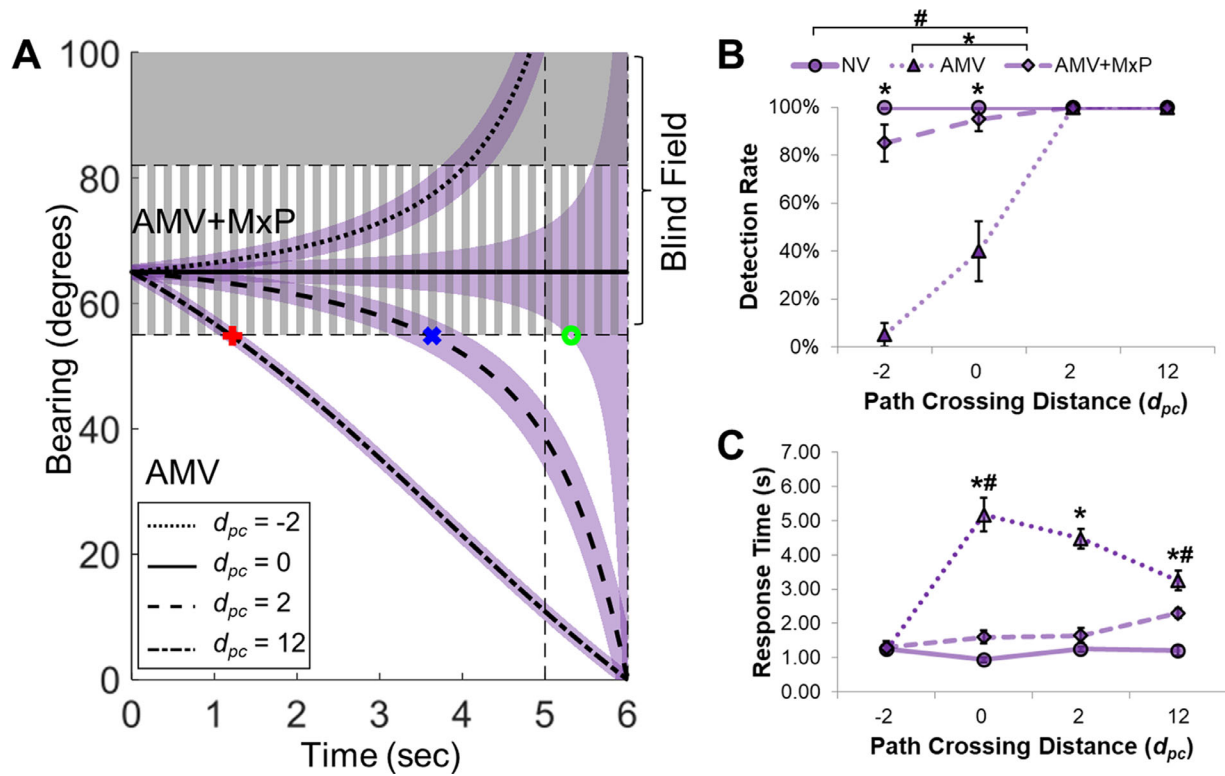 A
100
80
60
40
20
0
Bearing (degrees)
AMV+MxP
AMV
d_pc = -2
d_pc = 0
d_pc = 2
d_pc = 12
0 1 2 3 4 5 6
Time (sec)
Blind Field
#
*
B
NV AMV AMV+MxP
* *
100%
80%
60%
40%
20%
0%
Detection Rate
-2 0 2 12
Path Crossing Distance (d_pc)
C
7.00
6.00
5.00
4.00
3.00
2.00
1.00
0.00
Response Time (s)
*# * *#
-2 0 2 12
Path Crossing Distance (d_pc)